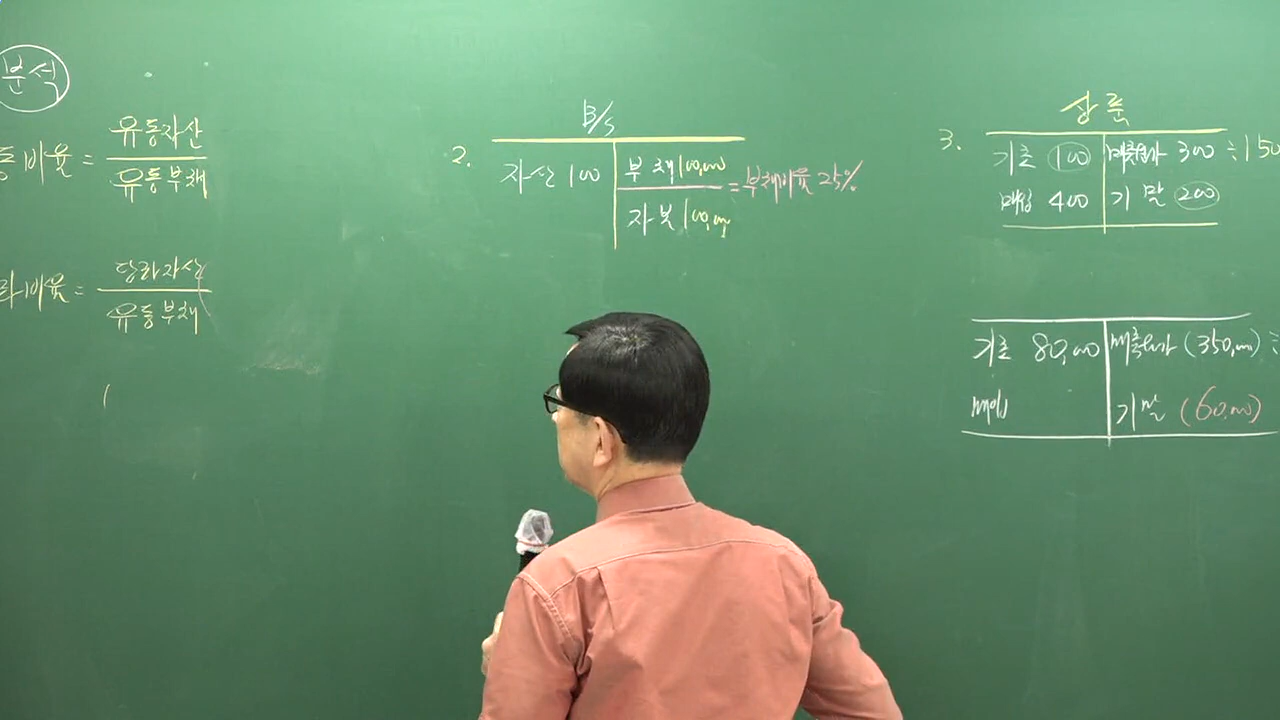 분석
동비율 = 유동자산
유동부채
좌비율 = 당좌자산
유동부채
2.
B/S
자산 100
부채 100,000
자본 100,000
= 부채비율 25%
3.
상품
기초 100
매출원가 300 ÷ 150
매입 400
기말 200
기초 80,000
매출원가 (350,000) ÷
매입
기말 (60,000)